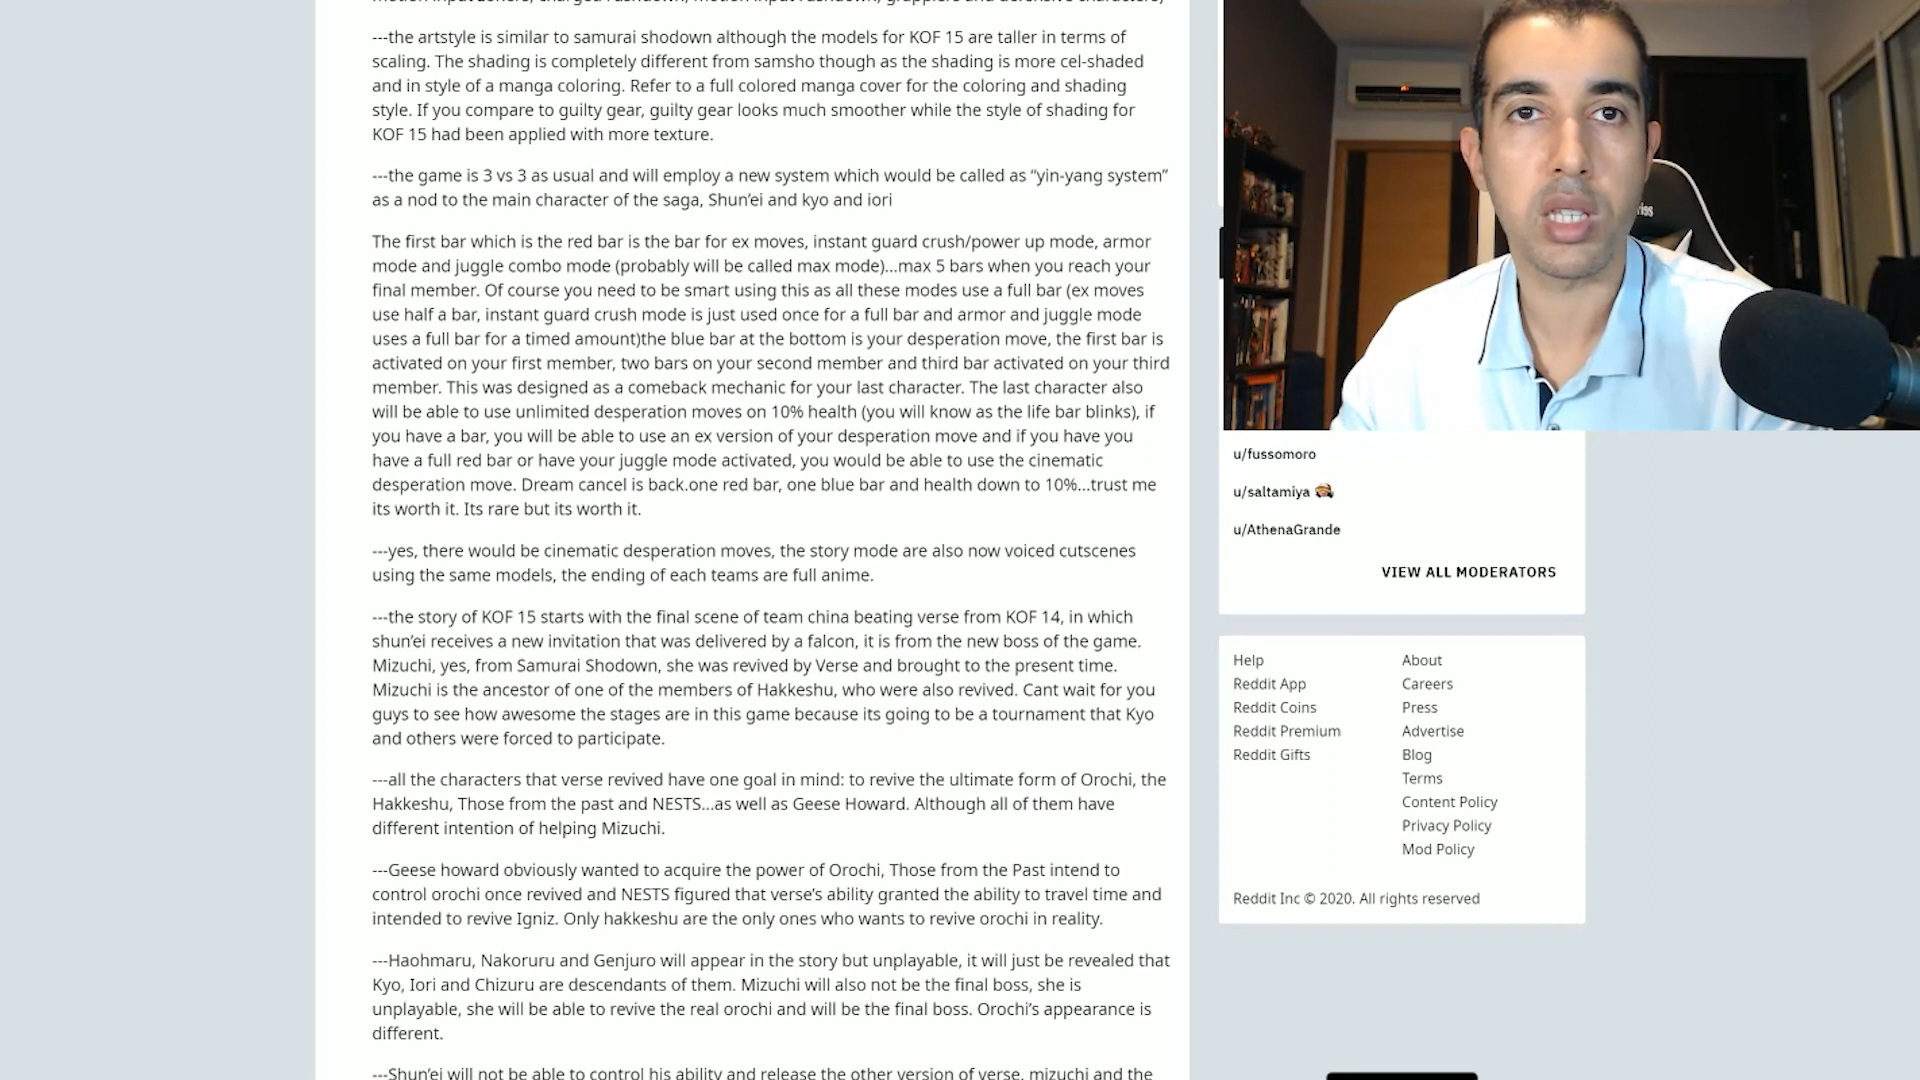 ---the artstyle is similar to samurai shodown although the models for KOF 15 are taller in terms of
scaling. The shading is completely different from samsho though as the shading is more cel-shaded
and in style of a manga coloring. Refer to a full colored manga cover for the coloring and shading
style. If you compare to guilty gear, guilty gear looks much smoother while the style of shading for
KOF 15 had been applied with more texture.
---the game is 3 vs 3 as usual and will employ a new system which would be called as “yin-yang system”
as a nod to the main character of the saga, Shun’ei and kyo and iori
The first bar which is the red bar is the bar for ex moves, instant guard crush/power up mode, armor
mode and juggle combo mode (probably will be called max mode)...max 5 bars when you reach your
final member. Of course you need to be smart using this as all these modes use a full bar (ex moves
use half a bar, instant guard crush mode is just used once for a full bar and armor and juggle mode
uses a full bar for a timed amount)the blue bar at the bottom is your desperation move, the first bar is
activated on your first member, two bars on your second member and third bar activated on your third
member. This was designed as a comeback mechanic for your last character. The last character also
will be able to use unlimited desperation moves on 10% health (you will know as the life bar blinks), if
you have a bar, you will be able to use an ex version of your desperation move and if you have you
have a full red bar or have your juggle mode activated, you would be able to use the cinematic
desperation move. Dream cancel is back.one red bar, one blue bar and health down to 10%...trust me
its worth it. Its rare but its worth it.
---yes, there would be cinematic desperation moves, the story mode are also now voiced cutscenes
using the same models, the ending of each teams are full anime.
---the story of KOF 15 starts with the final scene of team china beating verse from KOF 14, in which
shun’ei receives a new invitation that was delivered by a falcon, it is from the new boss of the game.
Mizuchi, yes, from Samurai Shodown, she was revived by Verse and brought to the present time.
Mizuchi is the ancestor of one of the members of Hakkeshu, who were also revived. Cant wait for you
guys to see how awesome the stages are in this game because its going to be a tournament that Kyo
and others were forced to participate.
---all the characters that verse revived have one goal in mind: to revive the ultimate form of Orochi, the
Hakkeshu, Those from the past and NESTS...as well as Geese Howard. Although all of them have
different intention of helping Mizuchi.
---Geese howard obviously wanted to acquire the power of Orochi, Those from the Past intend to
control orochi once revived and NESTS figured that verse’s ability granted the ability to travel time and
intended to revive Igniz. Only hakkeshu are the only ones who wants to revive orochi in reality.
---Haohmaru, Nakoruru and Genjuro will appear in the story but unplayable, it will just be revealed that
Kyo, Iori and Chizuru are descendants of them. Mizuchi will also not be the final boss, she is
unplayable, she will be able to revive the real orochi and will be the final boss. Orochi’s appearance is
different.
---Shun’ei will not be able to control his ability and release the other version of verse, mizuchi and the
u/fussomoro
u/saltamiya
u/AthenaGrande
VIEW ALL MODERATORS
Help
Reddit App
Reddit Coins
Reddit Premium
Reddit Gifts
About
Careers
Press
Advertise
Blog
Terms
Content Policy
Privacy Policy
Mod Policy
Reddit Inc © 2020. All rights reserved